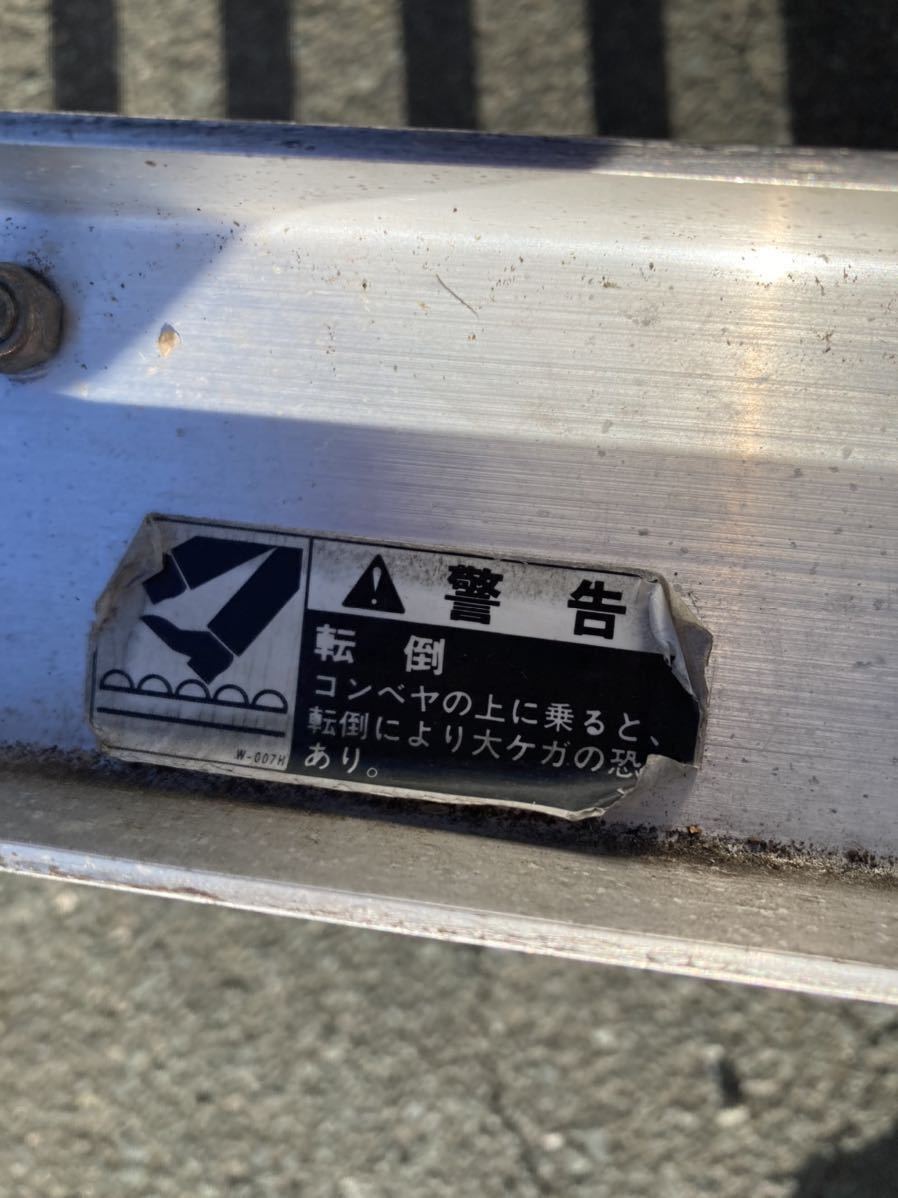 警告
転倒
コンベヤの上に乗ると、
転倒により大ケガの恐
あり。
W-007H